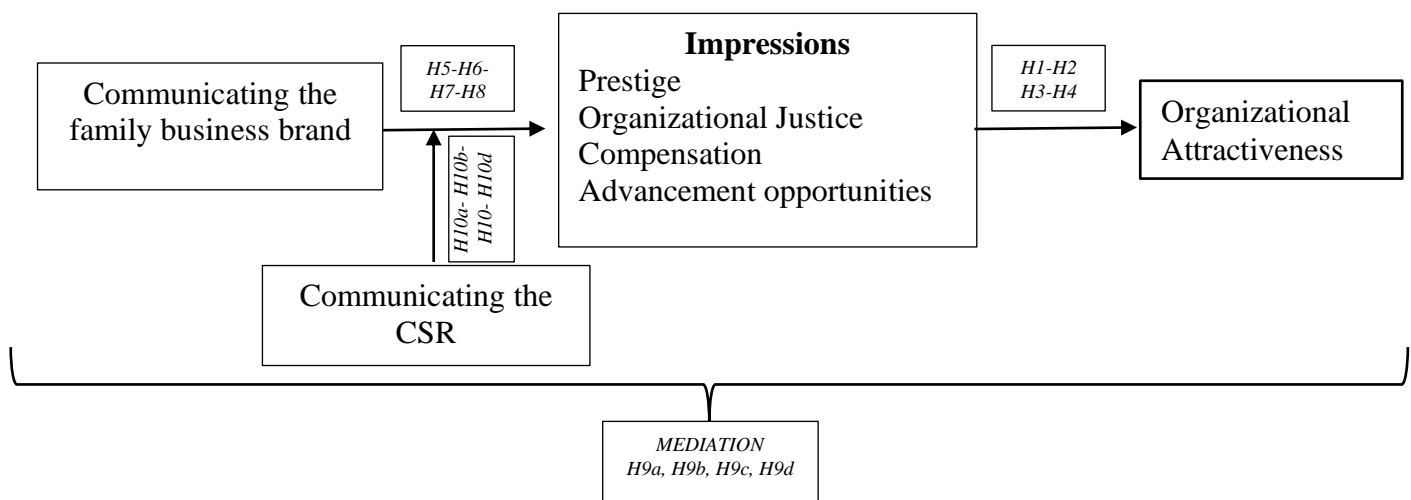 Communicating the
family business brand
H5-H6-
H7-H8
Impressions
Prestige
Organizational Justice
Compensation
Advancement opportunities
H1-H2
H3-H4
Organizational
Attractiveness
H10a- H10b-
H10- H10d
Communicating the
CSR
MEDIATION
H9a, H9b, H9c, H9d